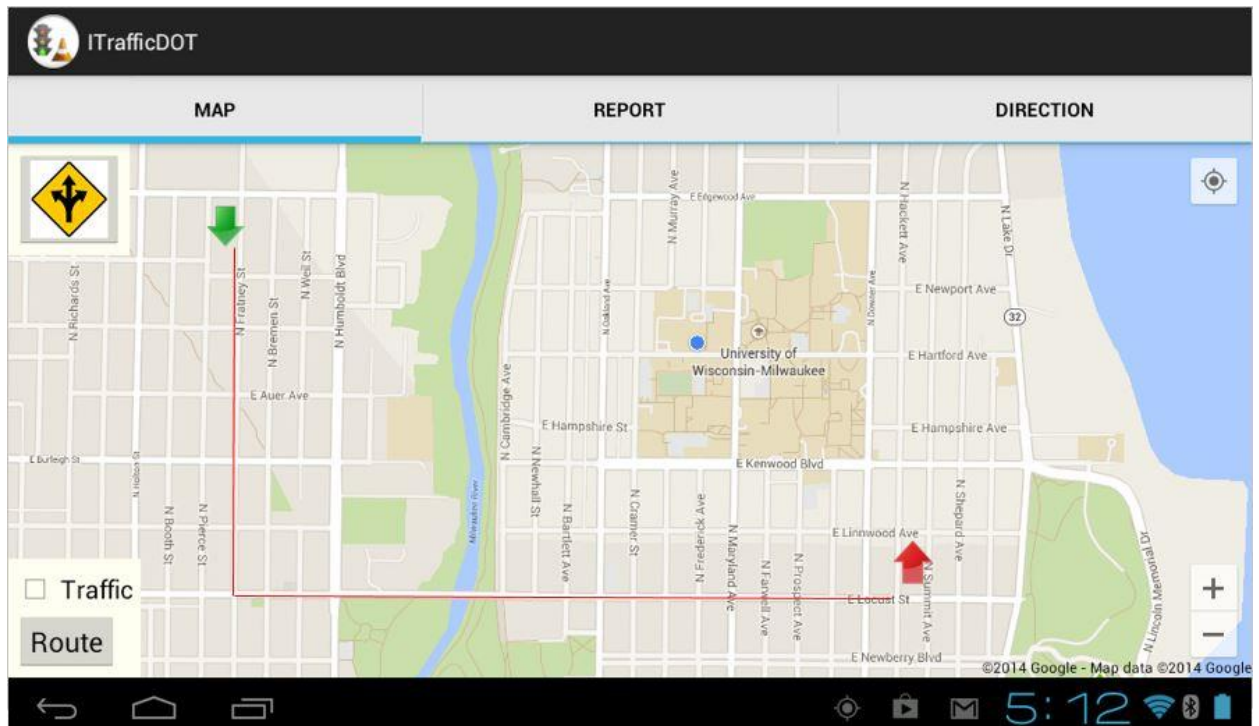 ITrafficDOT
MAP
REPORT
DIRECTION
N Murray Ave
E Edgewood Ave
N Hackett Ave
N Lake Dr
N Richards St
N Fratney St
N Weil St
N Bremen St
N Humboldt Blvd
N Oakland Ave
N Downer Ave
E Newport Ave
32
University of
Wisconsin-Milwaukee
E Hartford Ave
E Auer Ave
N Cambridge Ave
E Hampshire St
E Hampshire Ave
E Burleigh St
N Holton St
E Kenwood Blvd
N Newhall St
Milwaukee River
N Booth St
N Pierce St
N Bartlett Ave
N Cramer St
N Frederick Ave
N Maryland Ave
N Farwell Ave
N Prospect Ave
N Shepard Ave
E Linnwood Ave
N Summit Ave
N Lincoln Memorial Dr
Traffic
E Locust St
Route
E Newberry Blvd
+
−
©2014 Google - Map data ©2014 Google
5:12